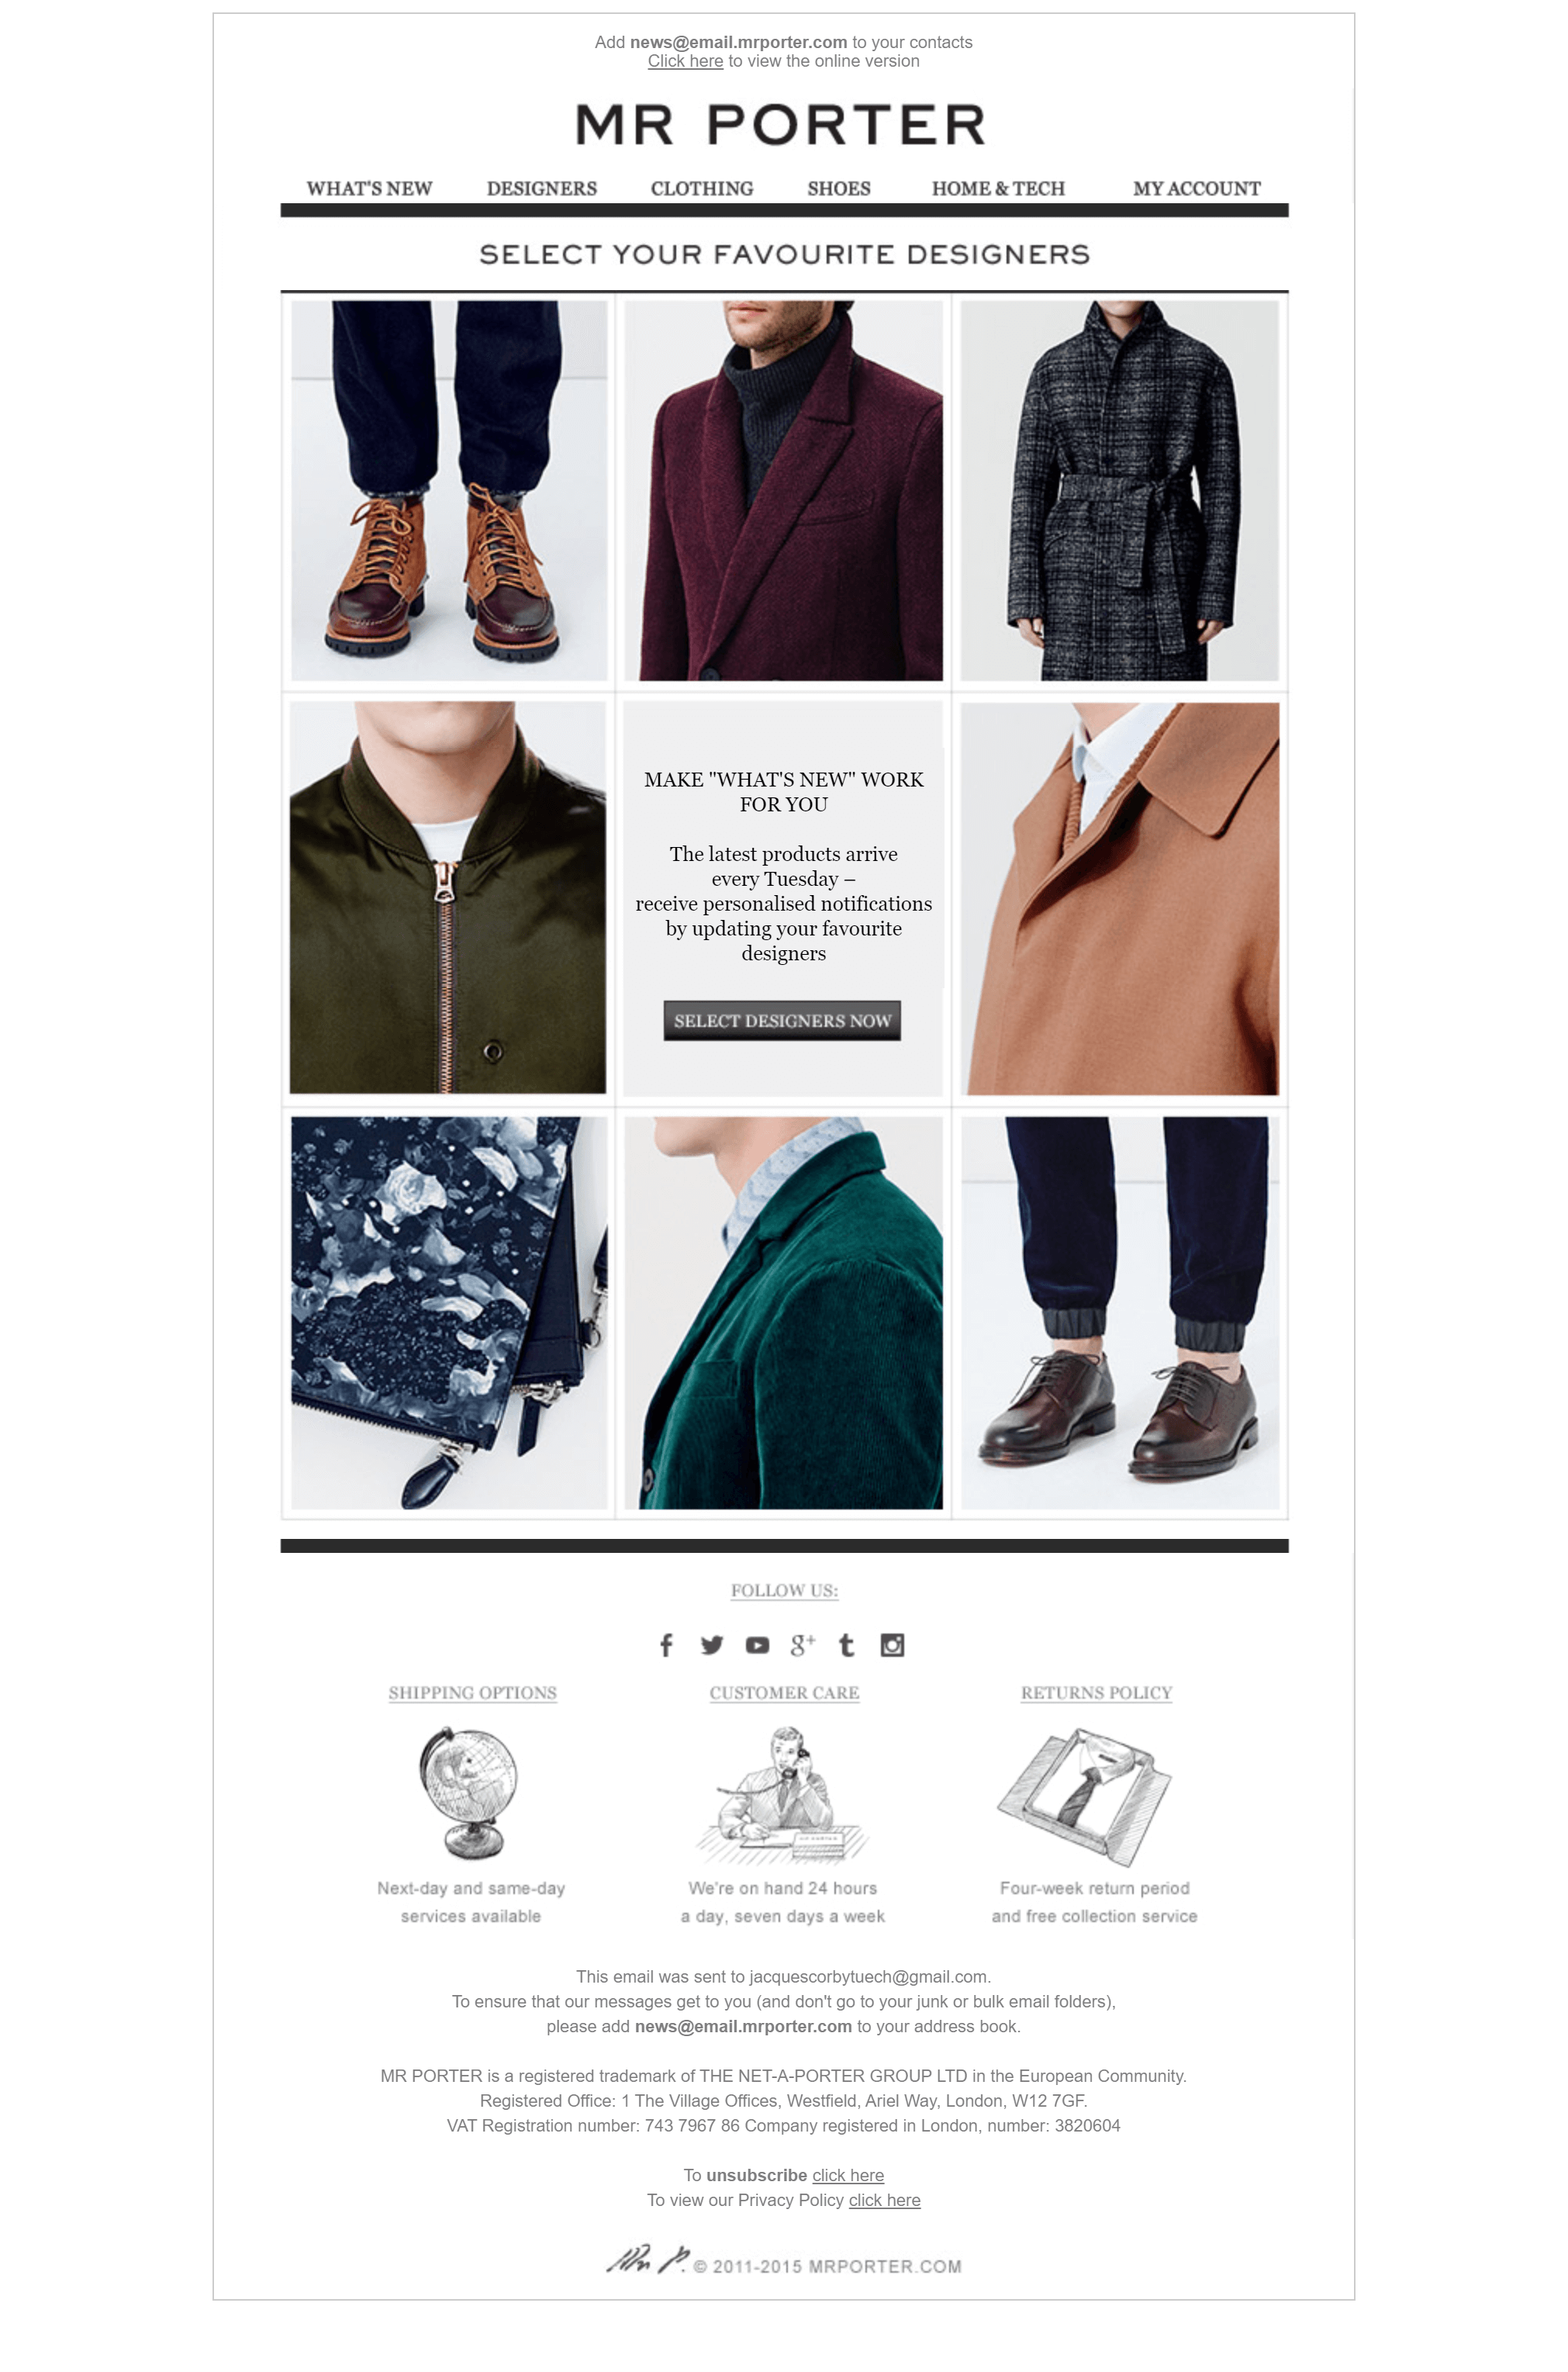 Add news@email.mrporter.com to your contacts
Click here to view the online version
MR PORTER
WHAT'S NEW DESIGNERS CLOTHING SHOES HOME & TECH MY ACCOUNT
SELECT YOUR FAVOURITE DESIGNERS
MAKE "WHAT'S NEW" WORK
FOR YOU
The latest products arrive
every Tuesday –
receive personalised notifications
by updating your favourite
designers
SELECT DESIGNERS NOW
FOLLOW US:
SHIPPING OPTIONS CUSTOMER CARE RETURNS POLICY
MR PORTER
Next-day and same-day
services available
We're on hand 24 hours
a day, seven days a week
Four-week return period
and free collection service
This email was sent to jacquescorbytuech@gmail.com.
To ensure that our messages get to you (and don't go to your junk or bulk email folders),
please add news@email.mrporter.com to your address book.
MR PORTER is a registered trademark of THE NET-A-PORTER GROUP LTD in the European Community.
Registered Office: 1 The Village Offices, Westfield, Ariel Way, London, W12 7GF.
VAT Registration number: 743 7967 86 Company registered in London, number: 3820604
To unsubscribe click here
To view our Privacy Policy click here
Mr P. © 2011-2015 MRPORTER.COM